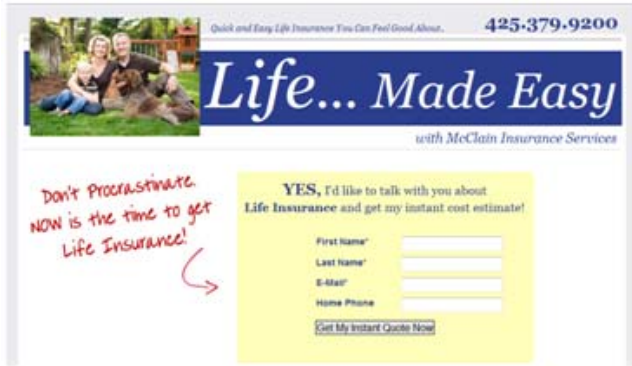 Quick and Easy Life Insurance You Can Feel Good About..
425.379.9200
Life... Made Easy
with McClain Insurance Services
Don't Procrastinate.
NOW is the time to get
Life Insurance!
YES, I'd like to talk with you about
Life Insurance and get my instant cost estimate!
First Name*
Last Name*
E-Mail*
Home Phone
Get My Instant Quote Now